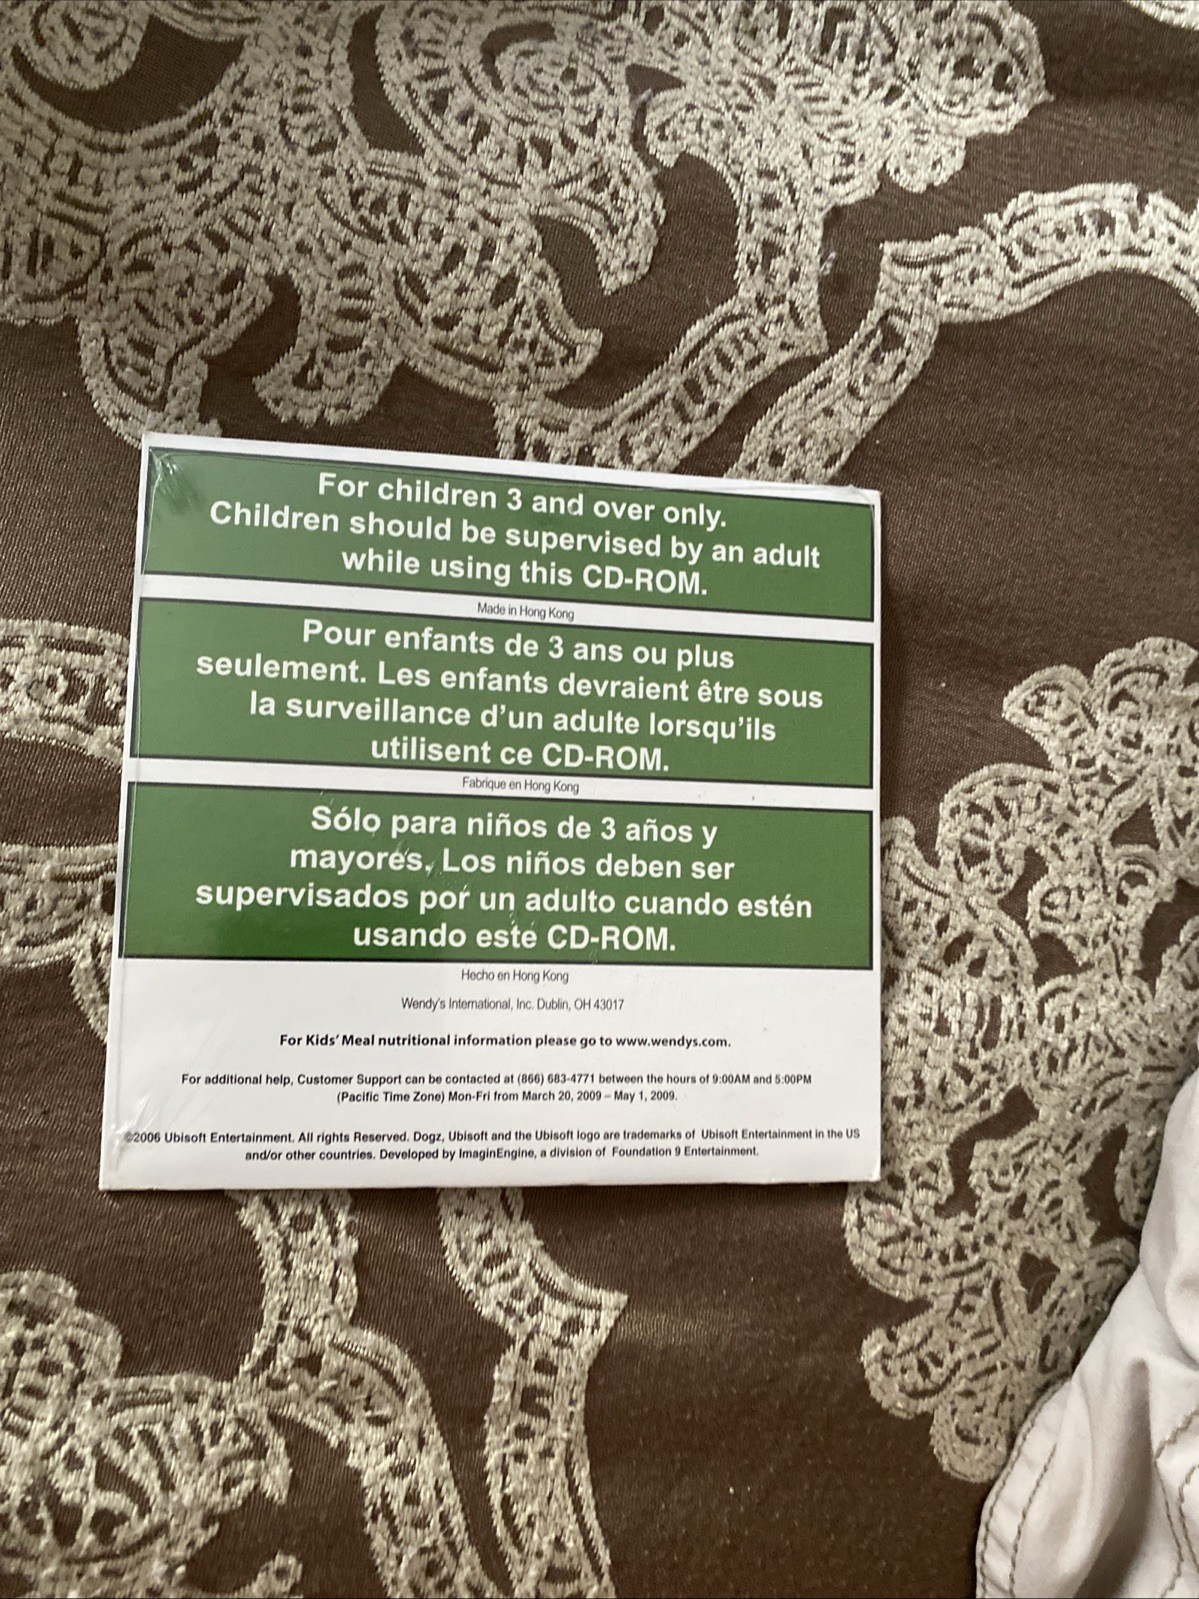 For children 3 and over only.
Children should be supervised by an adult
while using this CD-ROM.
Made in Hong Kong
Pour enfants de 3 ans ou plus
seulement. Les enfants devraient être sous
la surveillance d'un adulte lorsqu'ils
utilisent ce CD-ROM.
Fabrique en Hong Kong
Sólo para niños de 3 años y
mayores. Los niños deben ser
supervisados por un adulto cuando estén
usando este CD-ROM.
Hecho en Hong Kong
Wendy's International, Inc. Dublin, OH 43017
For Kids' Meal nutritional information please go to www.wendys.com.
For additional help, Customer Support can be contacted at (866) 683-4771 between the hours of 9:00AM and 5:00PM
(Pacific Time Zone) Mon-Fri from March 20, 2009 – May 1, 2009.
©2006 Ubisoft Entertainment. All rights Reserved. Dogz, Ubisoft and the Ubisoft logo are trademarks of Ubisoft Entertainment in the US
and/or other countries. Developed by ImaginEngine, a division of Foundation 9 Entertainment.